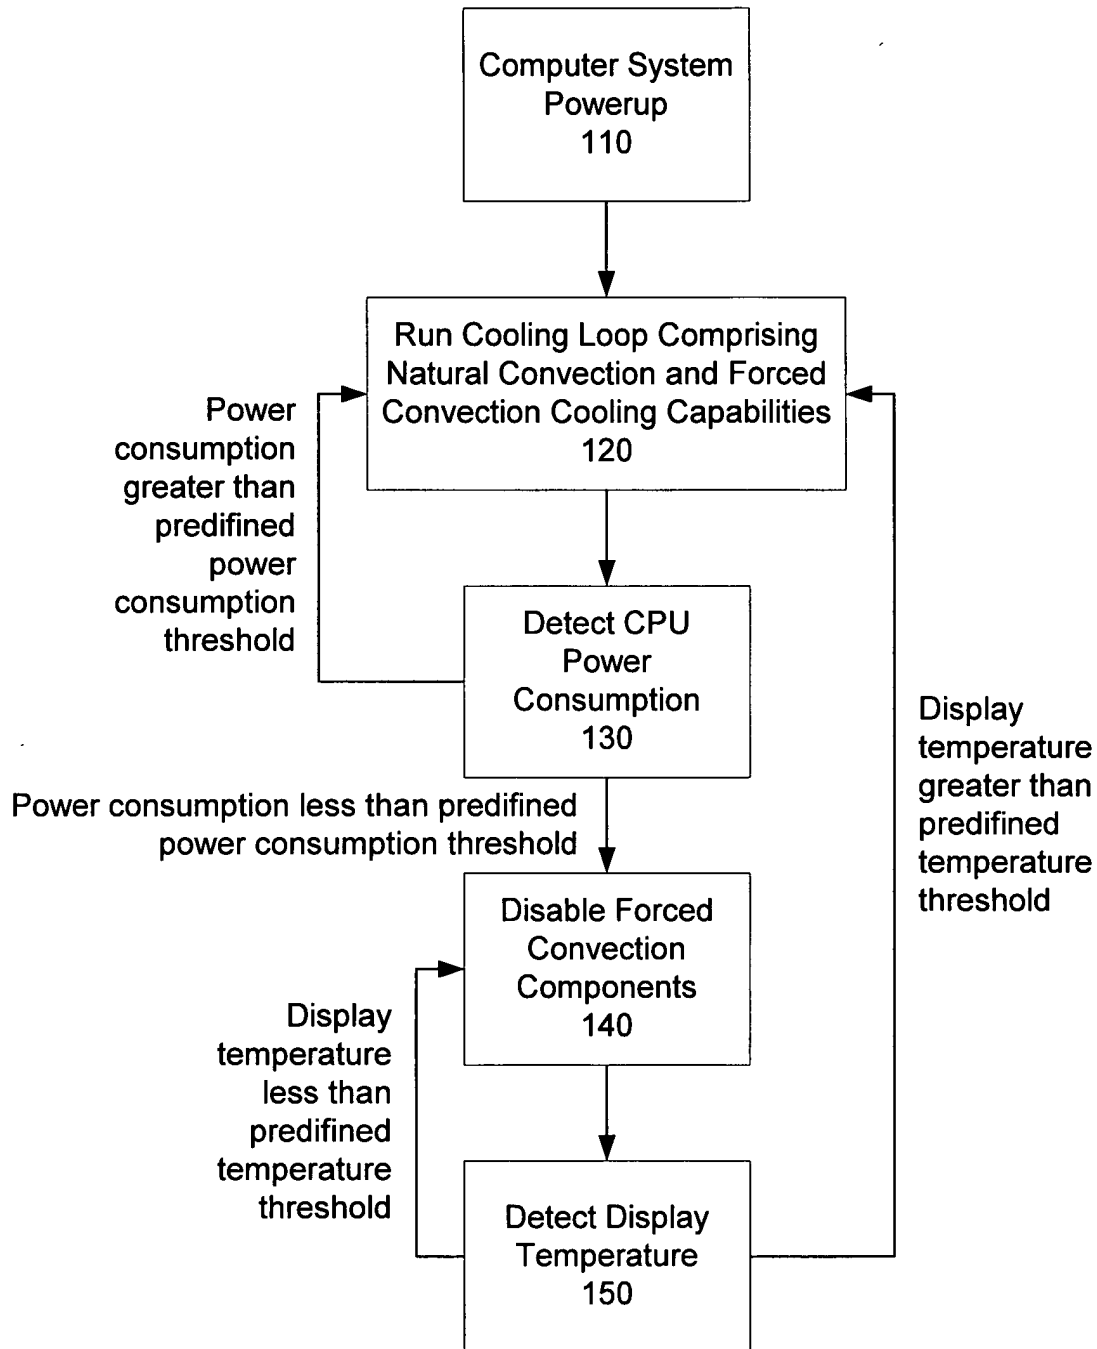 Computer System
Powerup
110
Run Cooling Loop Comprising
Natural Convection and Forced
Convection Cooling Capabilities
120
Power
consumption
greater than
predifined
power
consumption
threshold
Detect CPU
Power
Consumption
130
Display
temperature
greater than
predifined
temperature
threshold
Power consumption less than predifined
power consumption threshold
Disable Forced
Convection
Components
140
Display
temperature
less than
predifined
temperature
threshold
Detect Display
Temperature
150